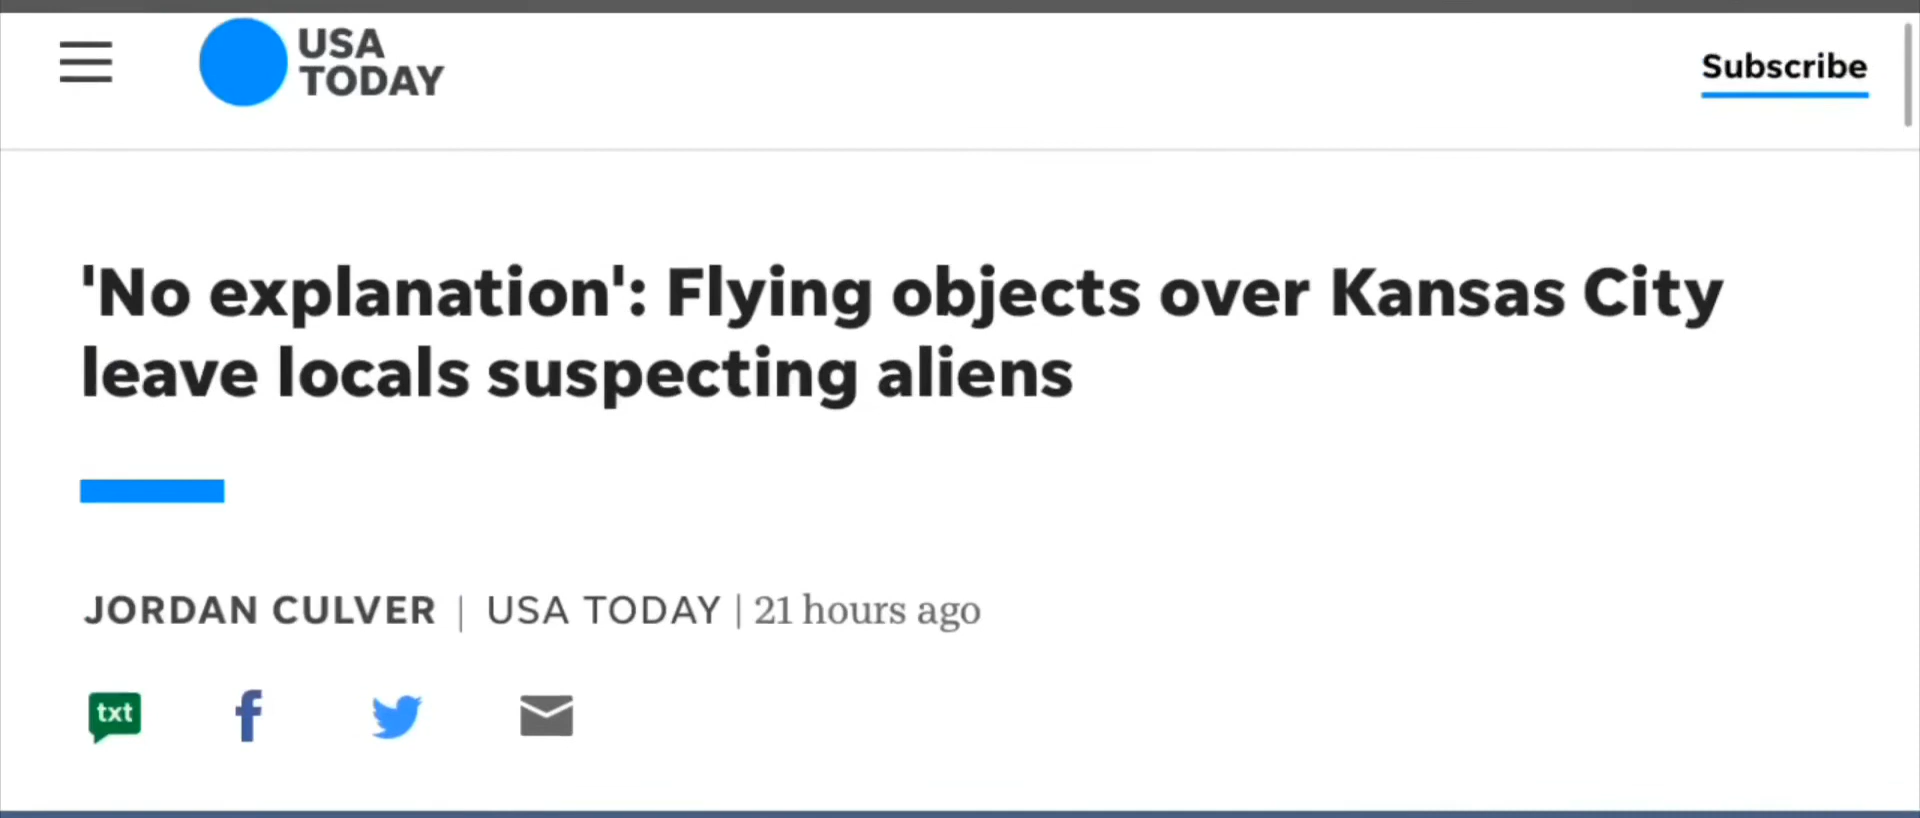 USA
TODAY
Subscribe
'No explanation': Flying objects over Kansas City
leave locals suspecting aliens
JORDAN CULVER | USA TODAY | 21 hours ago
txt